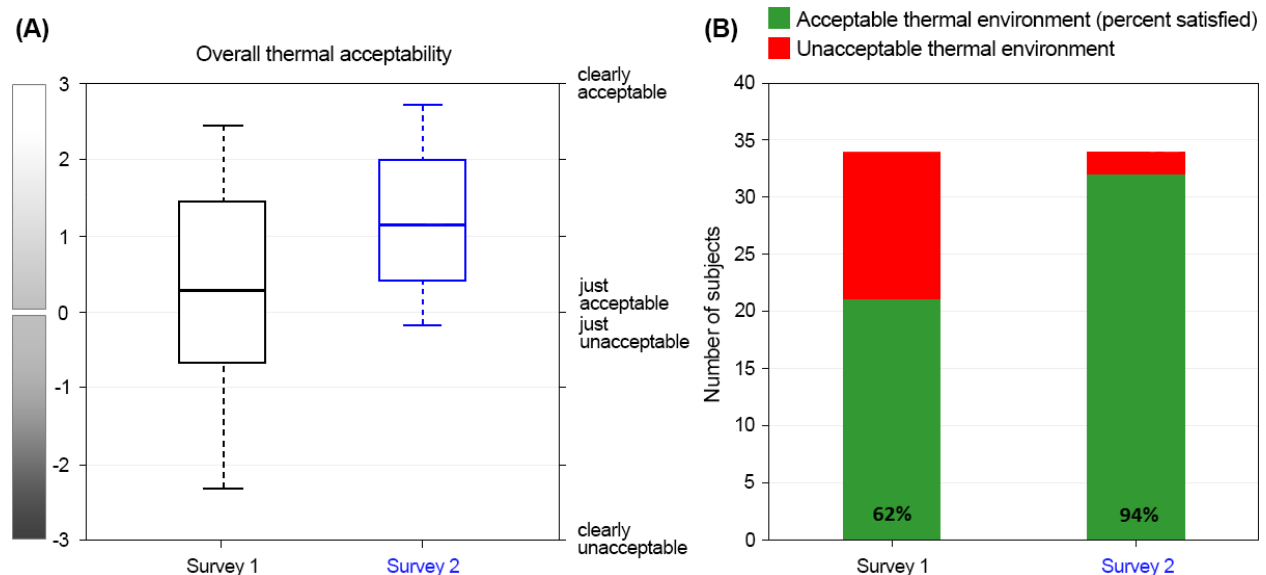 (A)
Overall thermal acceptability
3
2
1
0
-1
-2
-3
clearly
acceptable
just
acceptable
just
unacceptable
clearly
unacceptable
Survey 1
Survey 2
(B)
Acceptable thermal environment (percent satisfied)
Unacceptable thermal environment
Number of subjects
40
35
30
25
20
15
10
5
0
62%
94%
Survey 1
Survey 2